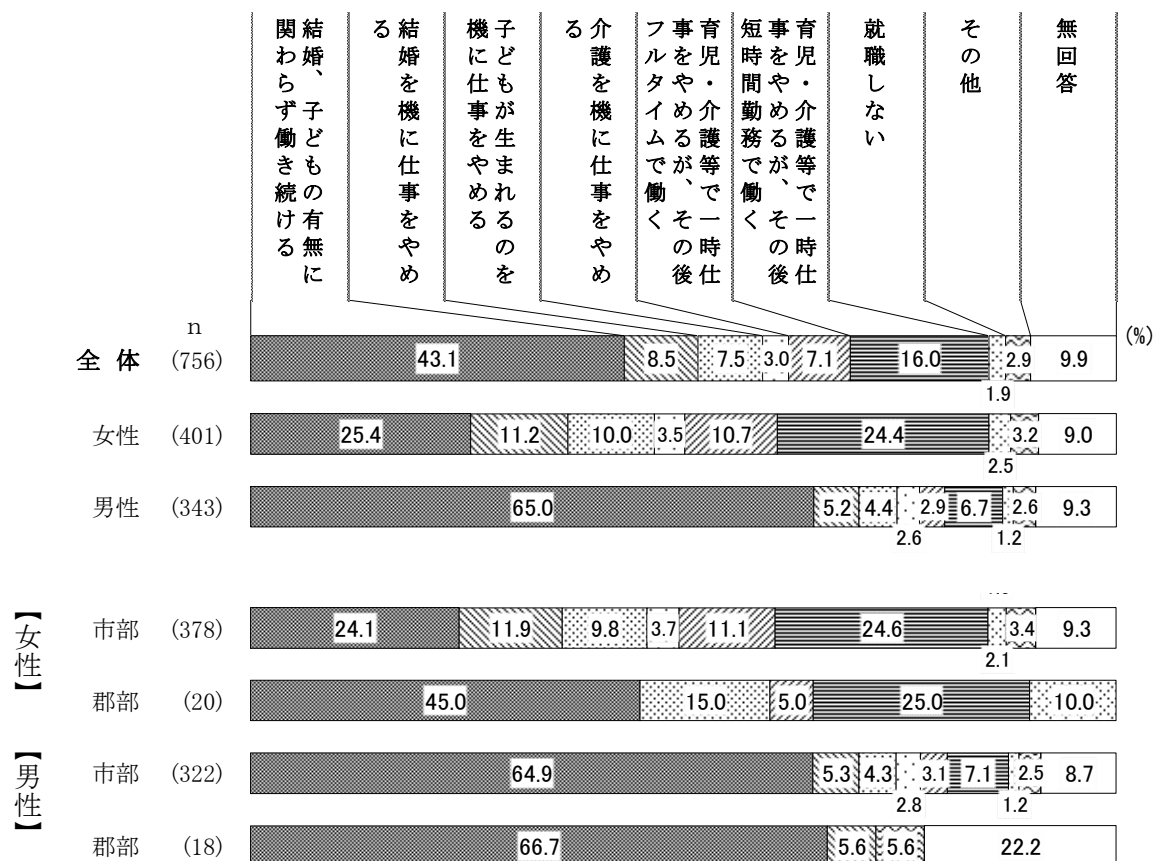 結婚、子どもの有無に
関わらず働き続ける
結婚を機に仕事をやめ
る
子どもが生まれるのを
機に仕事をやめる
介護を機に仕事をやめ
る
育児・介護等で一時仕
事をやめるが、その後
フルタイムで働く
育児・介護等で一時仕
事をやめるが、その後
短時間勤務で働く
就職しない
その他
無回答
n
(%)
全体 (756) 43.1 8.5 7.5 3.0 7.1 16.0 2.9 9.9
1.9
女性 (401) 25.4 11.2 10.0 3.5 10.7 24.4 3.2 9.0
2.5
男性 (343) 65.0 5.2 4.4 2.9 6.7 2.6 9.3
2.6 1.2
【女性】
市部 (378) 24.1 11.9 9.8 3.7 11.1 24.6 3.4 9.3
2.1
郡部 (20) 45.0 15.0 5.0 25.0 10.0
【男性】
市部 (322) 64.9 5.3 4.3 3.1 7.1 2.5 8.7
2.8 1.2
郡部 (18) 66.7 5.6 5.6 22.2